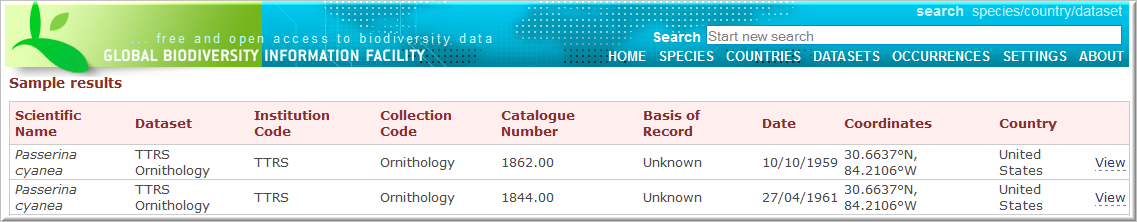 search species/country/dataset
... free and open access to biodiversity data
Search Start new search
GLOBAL BIODIVERSITY INFORMATION FACILITY
HOME SPECIES COUNTRIES DATASETS OCCURRENCES SETTINGS ABOUT
Sample results
Scientific Name Dataset Institution Code Collection Code Catalogue Number Basis of Record Date Coordinates Country
Passerina cyanea TTRS Ornithology TTRS Ornithology 1862.00 Unknown 10/10/1959 30.6637°N, 84.2106°W United States View
Passerina cyanea TTRS Ornithology TTRS Ornithology 1844.00 Unknown 27/04/1961 30.6637°N, 84.2106°W United States View